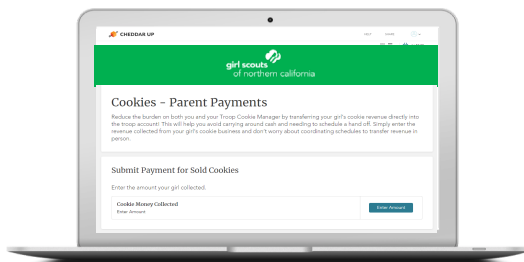 CHEDDAR UP
girl scouts
of northern california
Cookies – Parent Payments
Reduce the burden on both you and your Troop Cookie Manager by transferring your girl's cookie revenue directly into
the troop account! This will help you avoid carrying around cash and needing to schedule a hand off. Simply enter the
revenue collected from your girl's cookie business and don't worry about coordinating schedules to transfer revenue in
person.
Submit Payment for Sold Cookies
Enter the amount your girl collected.
Cookie Money Collected
Enter Amount
Enter Amount